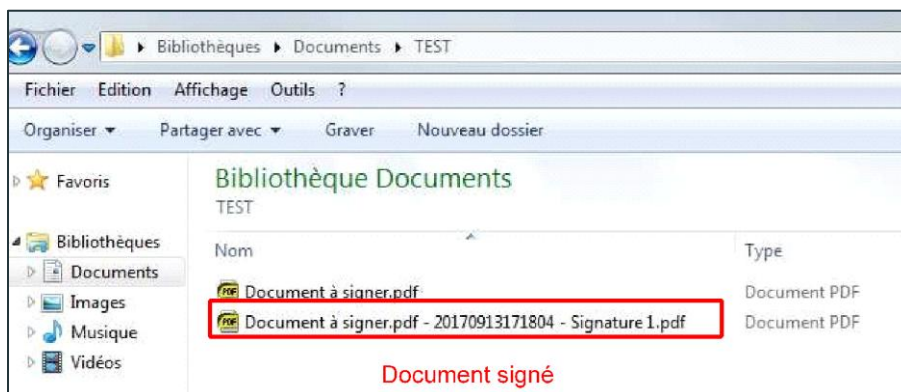 Bibliothèques Documents TEST
Fichier Edition Affichage Outils ?
Organiser Partager avec Graver Nouveau dossier
Favoris
Bibliothèques
Documents
Images
Musique
Vidéos
Bibliothèque Documents
TEST
Nom Type
Document à signer.pdf Document PDF
Document à signer.pdf - 20170913171804 - Signature 1.pdf Document PDF
Document signé